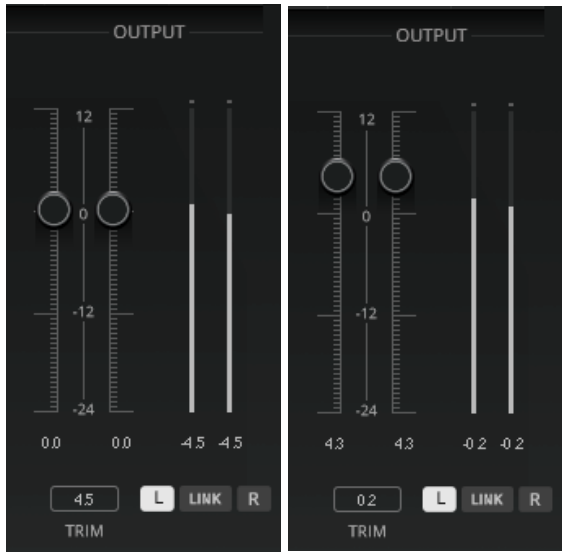 OUTPUT
12
0
-12
-24
0.0 0.0 -4.5 -4.5
4.5 L LINK R
TRIM
OUTPUT
12
0
-12
-24
4.3 4.3 -0.2 -0.2
0.2 L LINK R
TRIM